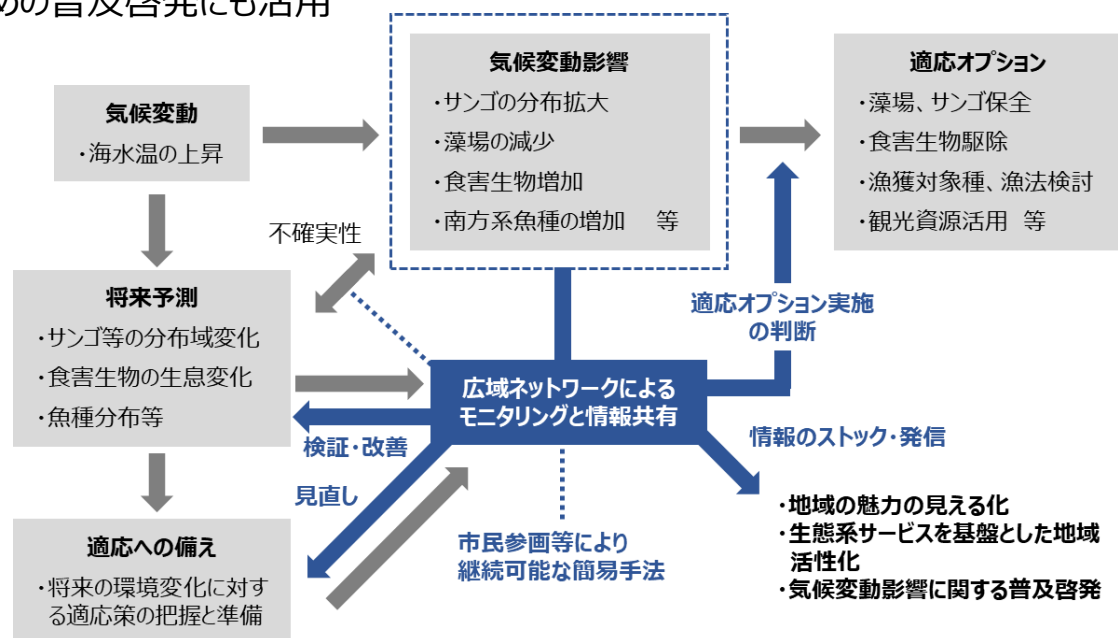 めの普及啓発にも活用
気候変動
・海水温の上昇
気候変動影響
・サンゴの分布拡大
・藻場の減少
・食害生物増加
・南方系魚種の増加　等
適応オプション
・藻場、サンゴ保全
・食害生物駆除
・漁獲対象種、漁法検討
・観光資源活用 等
不確実性
将来予測
・サンゴ等の分布域変化
・食害生物の生息変化
・魚種分布等
適応オプション実施
の判断
広域ネットワークによる
モニタリングと情報共有
検証・改善
見直し
情報のストック・発信
適応への備え
・将来の環境変化に対す
る適応策の把握と準備
市民参画等により
継続可能な簡易手法
・地域の魅力の見える化
・生態系サービスを基盤とした地域
活性化
・気候変動影響に関する普及啓発